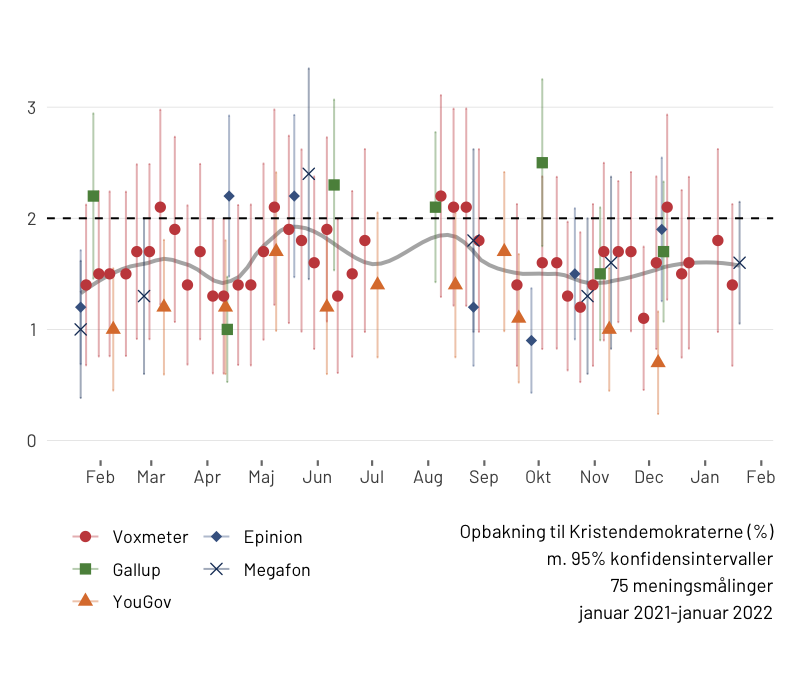 3
2
1
0
Feb Mar Apr Maj Jun Jul Aug Sep Okt Nov Dec Jan Feb
Voxmeter Epinion
Gallup Megafon
YouGov
Opbakning til Kristendemokraterne (%)
m. 95% konfidensintervaller
75 meningsmålinger
januar 2021-januar 2022